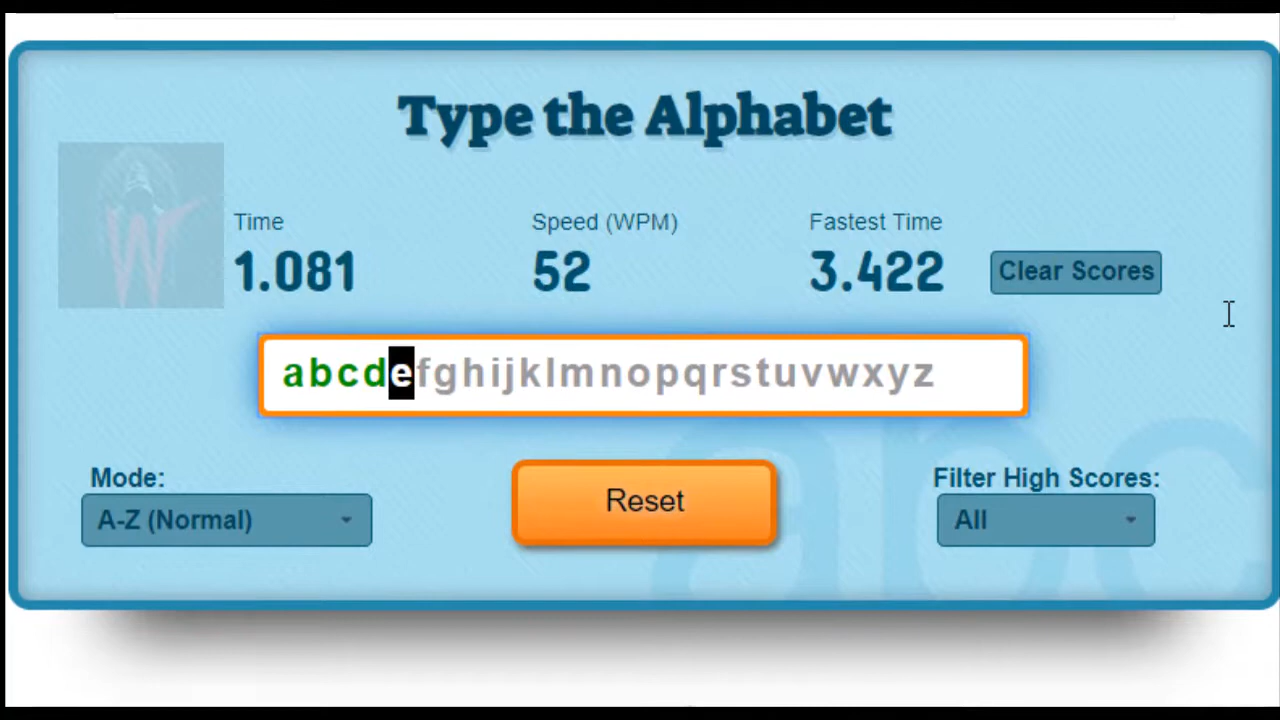 Type the Alphabet
W
Time
Speed (WPM)
Fastest Time
1.081
52
3.422
Clear Scores
abcdefghijklmnopqrstuvwxyz
Mode:
Filter High Scores:
A-Z (Normal)
Reset
All
abc